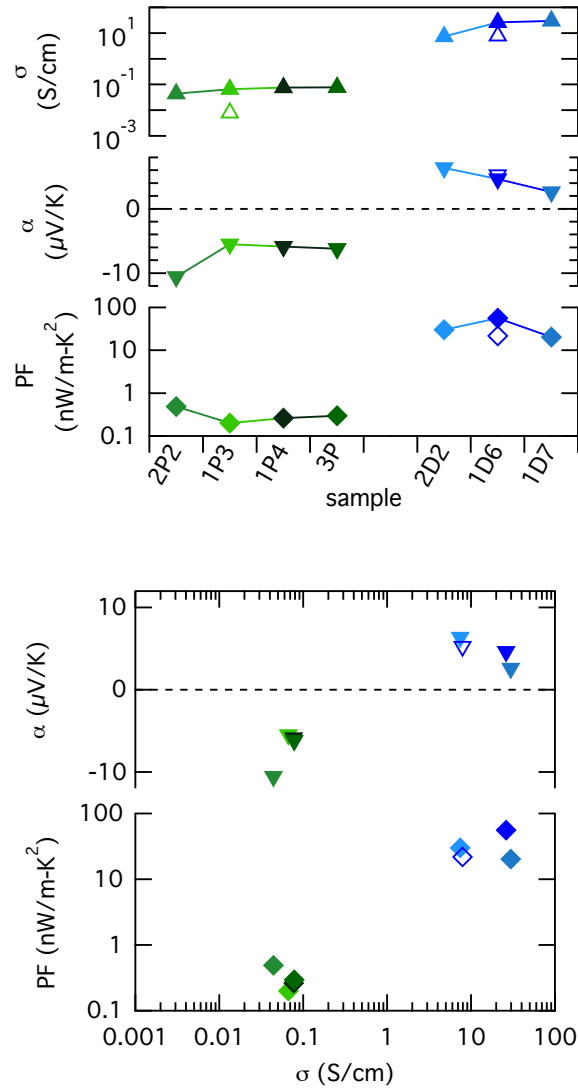 σ
(S/cm)
10¹
10⁻¹
10⁻³
α
(µV/K)
0
-10
PF
(nW/m-K²)
100
10
1
0.1
2P2
1P3
1P4
3P
2D2
1D6
1D7
sample
α (µV/K)
10
0
-10
PF (nW/m-K²)
100
10
1
0.1
0.001
0.01
0.1
1
10
100
σ (S/cm)